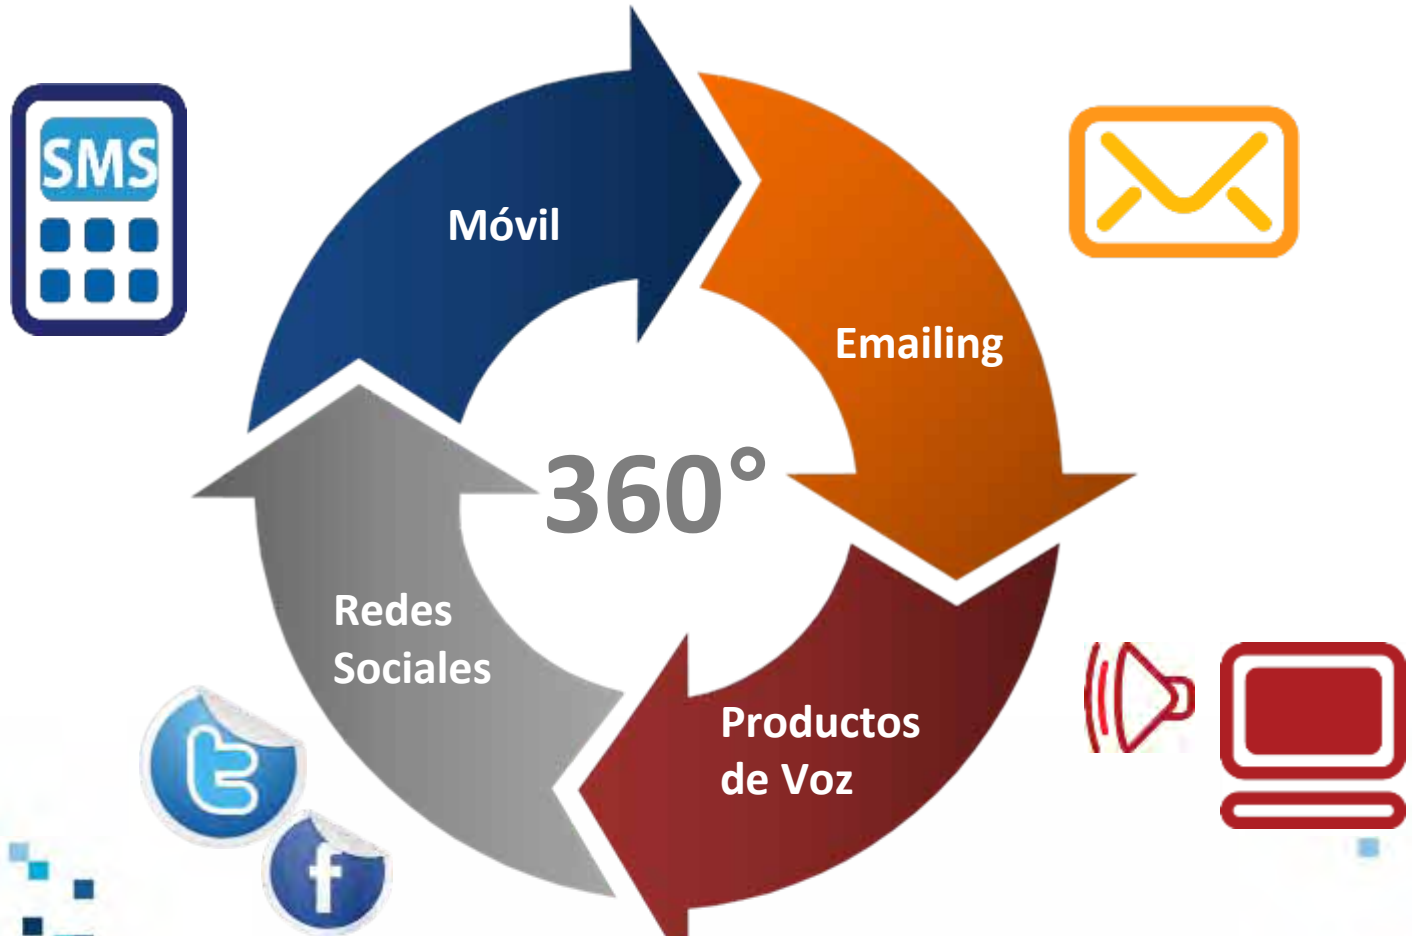 SMS
Móvil
Emailing
360°
Redes
Sociales
Productos
de Voz